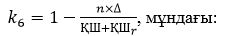 k₆ = 1 − n×Δ / ҚШ+ҚШᵣ, мұндағы: